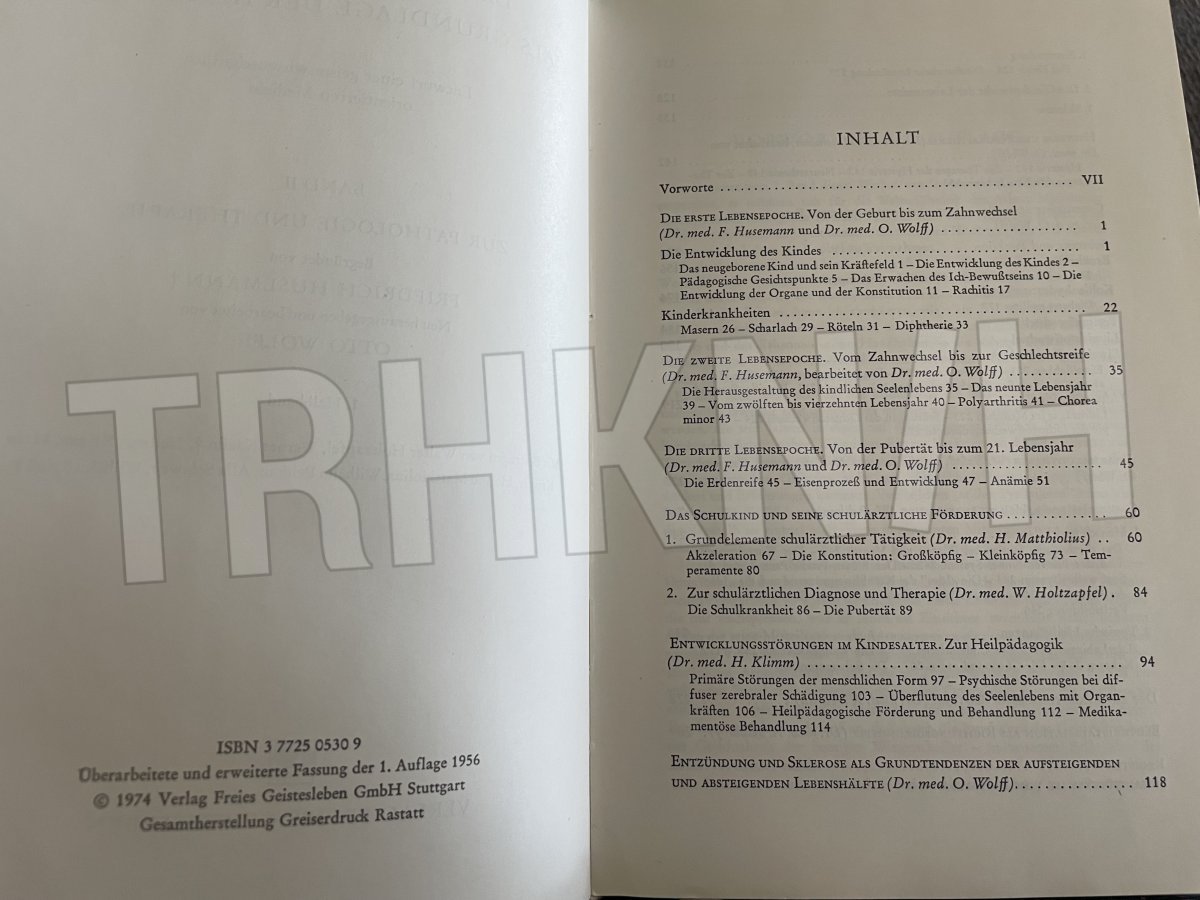 ISBN 3 7725 0530 9
Überarbeitete und erweiterte Fassung der 1. Auflage 1956
© 1974 Verlag Freies Geistesleben GmbH Stuttgart
Gesamtherstellung Greiserdruck Rastatt
INHALT
Vorworte . . . . . . . . . . VII
DIE ERSTE LEBENSEPOCHE. Von der Geburt bis zum Zahnwechsel
(Dr. med. F. Husemann und Dr. med. O. Wolff) . . . . . . . . . . 1
Die Entwicklung des Kindes . . . . . . . . . . 1
Das neugeborene Kind und sein Kräftefeld 1 – Die Entwicklung des Kindes 2 –
Pädagogische Gesichtspunkte 5 – Das Erwachen des Ich-Bewußtseins 10 – Die
Entwicklung der Organe und der Konstitution 11 – Rachitis 17
Kinderkrankheiten . . . . . . . . . . 22
Masern 26 – Scharlach 29 – Röteln 31 – Diphtherie 33
DIE ZWEITE LEBENSEPOCHE. Vom Zahnwechsel bis zur Geschlechtsreife
(Dr. med. F. Husemann, bearbeitet von Dr. med. O. Wolff) . . . . . . . . . . 35
Die Herausgestaltung des kindlichen Seelenlebens 35 – Das neunte Lebensjahr
39 – Vom zwölften bis vierzehnten Lebensjahr 40 – Polyarthritis 41 – Chorea
minor 43
DIE DRITTE LEBENSEPOCHE. Von der Pubertät bis zum 21. Lebensjahr
(Dr. med. F. Husemann und Dr. med. O. Wolff) . . . . . . . . . . 45
Die Erdenreife 45 – Eisenprozeß und Entwicklung 47 – Anämie 51
DAS SCHULKIND UND SEINE SCHULÄRZTLICHE FÖRDERUNG . . . . . . . . . . 60
1. Grundelemente schulärztlicher Tätigkeit (Dr. med. H. Matthiolius) . . 60
Akzeleration 67 – Die Konstitution: Großköpfig – Kleinköpfig 73 – Tem-
peramente 80
2. Zur schulärztlichen Diagnose und Therapie (Dr. med. W. Holtzapfel) . 84
Die Schulkrankheit 86 – Die Pubertät 89
ENTWICKLUNGSSTÖRUNGEN IM KINDESALTER. Zur Heilpädagogik
(Dr. med. H. Klimm) . . . . . . . . . . 94
Primäre Störungen der menschlichen Form 97 – Psychische Störungen bei dif-
fuser zerebraler Schädigung 103 – Überflutung des Seelenlebens mit Organ-
kräften 106 – Heilpädagogische Förderung und Behandlung 112 – Medika-
mentöse Behandlung 114
ENTZÜNDUNG UND SKLEROSE ALS GRUNDTENDENZEN DER AUFSTEIGENDEN
UND ABSTEIGENDEN LEBENSHÄLFTE (Dr. med. O. Wolff). . . . . . . . . . 118
TRHKN/H